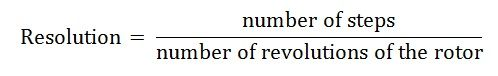 Resolution = number of steps
number of revolutions of the rotor